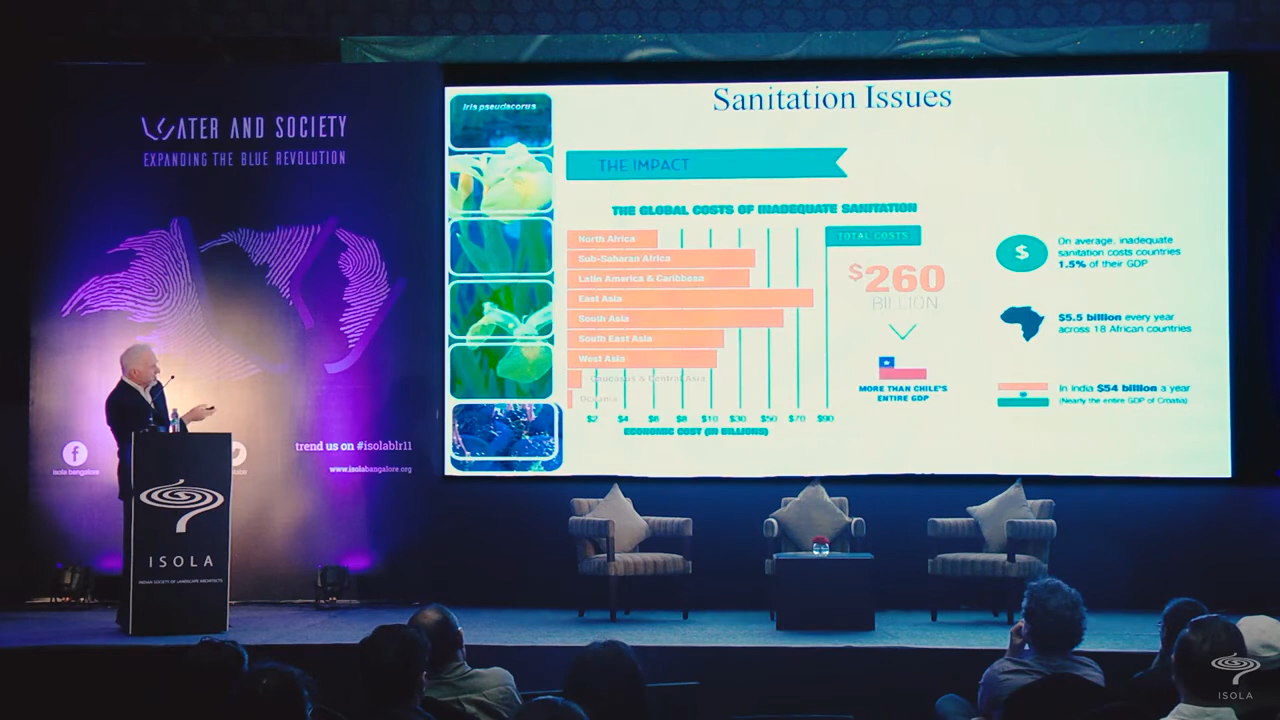 WATER AND SOCIETY
EXPANDING THE BLUE REVOLUTION
trend us on #isolablr11
www.isolabangalore.org
f
isola bangalore
ISOLA
INDIAN SOCIETY OF LANDSCAPE ARCHITECTS
Iris pseudacorus
Sanitation Issues
THE IMPACT
THE GLOBAL COSTS OF INADEQUATE SANITATION
North Africa
Sub-Saharan Africa
Latin America & Caribbean
East Asia
South Asia
South East Asia
West Asia
Caucasus & Central Asia
Oceania
$2 $4 $6 $8 $10 $30 $50 $70 $90
ECONOMIC COST (IN BILLIONS)
TOTAL COSTS
$260
BILLION
MORE THAN CHILE'S
ENTIRE GDP
$
On average, inadequate
sanitation costs countries
1.5% of their GDP
$5.5 billion every year
across 18 African countries
In India $54 billion a year
(Nearly the entire GDP of Croatia)
ISOLA